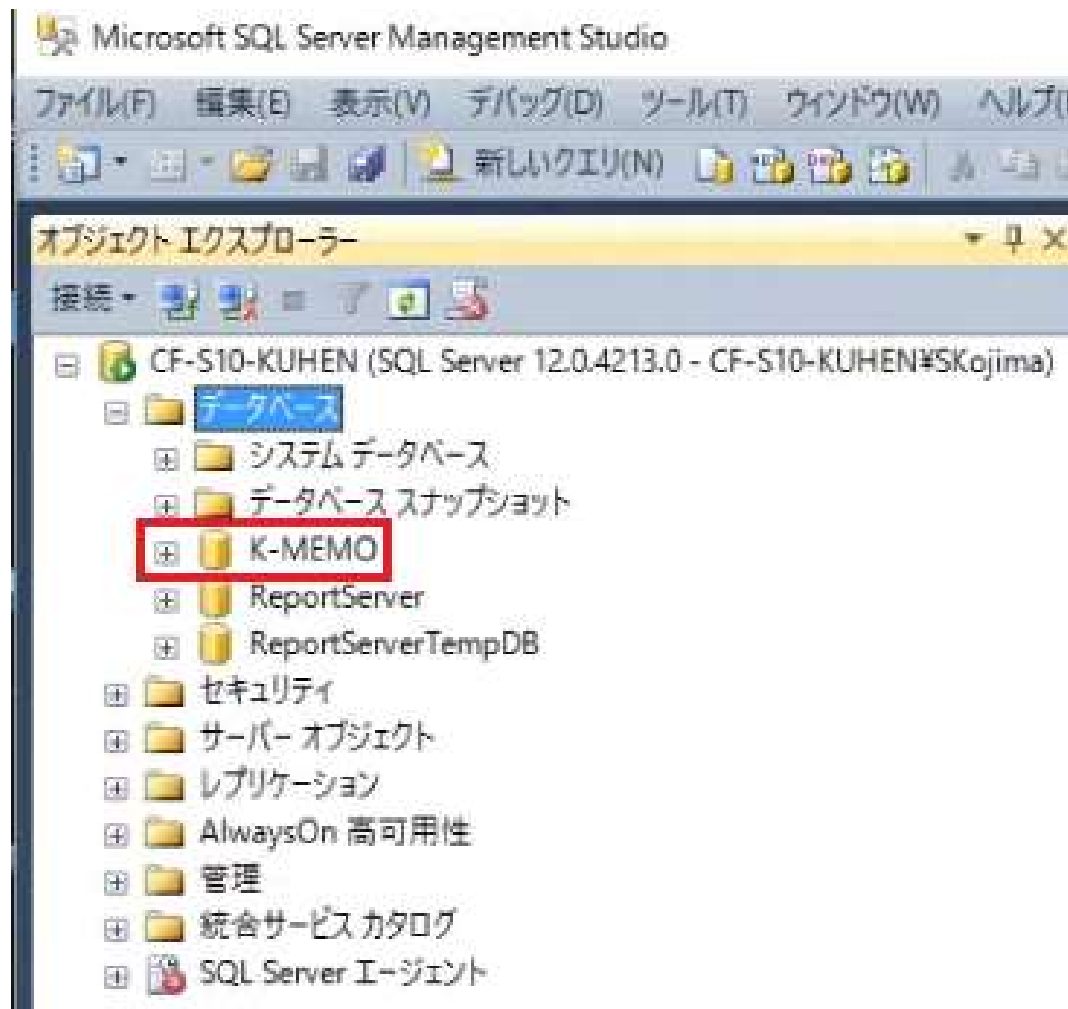 Microsoft SQL Server Management Studio
ファイル(F) 編集(E) 表示(V) デバッグ(D) ツール(T) ウィンドウ(W) ヘルプ(
新しいクエリ(N)
オブジェクト エクスプローラー
接続
CF-S10-KUHEN (SQL Server 12.0.4213.0 - CF-S10-KUHEN¥SKojima)
データベース
システム データベース
データベース スナップショット
K-MEMO
ReportServer
ReportServerTempDB
セキュリティ
サーバー オブジェクト
レプリケーション
AlwaysOn 高可用性
管理
統合サービス カタログ
SQL Server エージェント